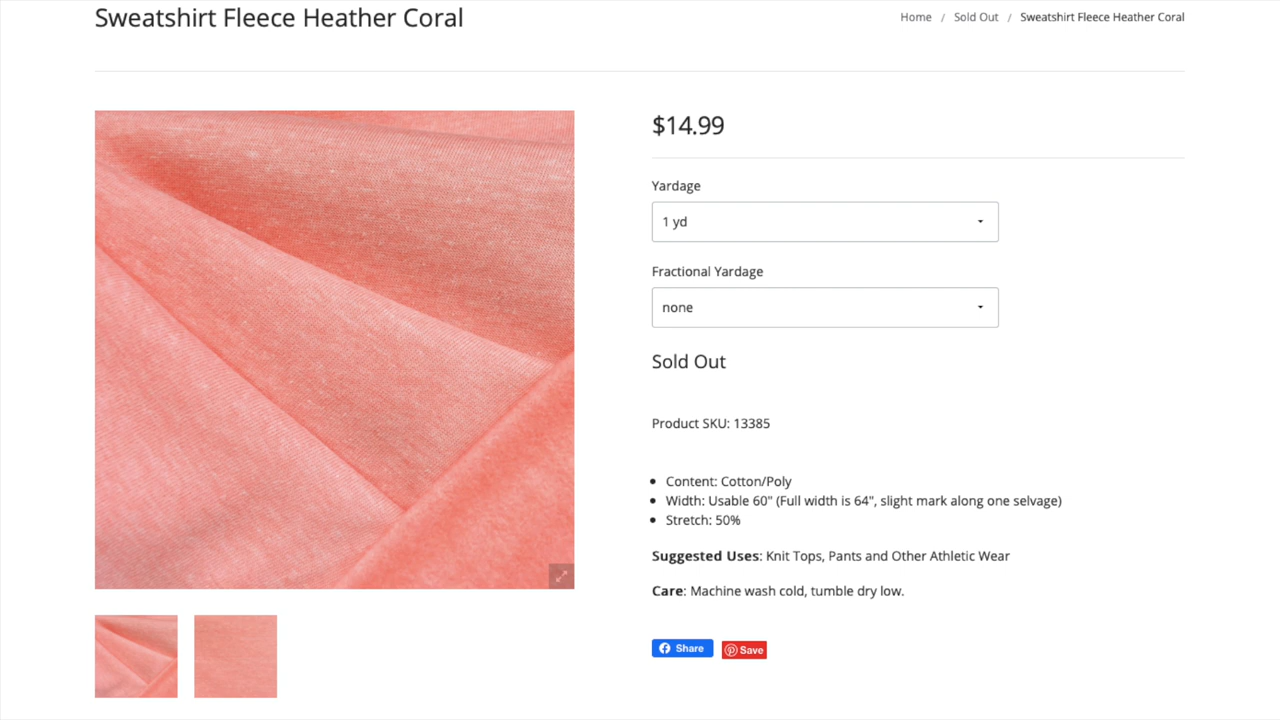 Sweatshirt Fleece Heather Coral
Home / Sold Out / Sweatshirt Fleece Heather Coral
$14.99
Yardage
1 yd
Fractional Yardage
none
Sold Out
Product SKU: 13385
• Content: Cotton/Poly
• Width: Usable 60" (Full width is 64", slight mark along one selvage)
• Stretch: 50%
Suggested Uses: Knit Tops, Pants and Other Athletic Wear
Care: Machine wash cold, tumble dry low.
Share
Save